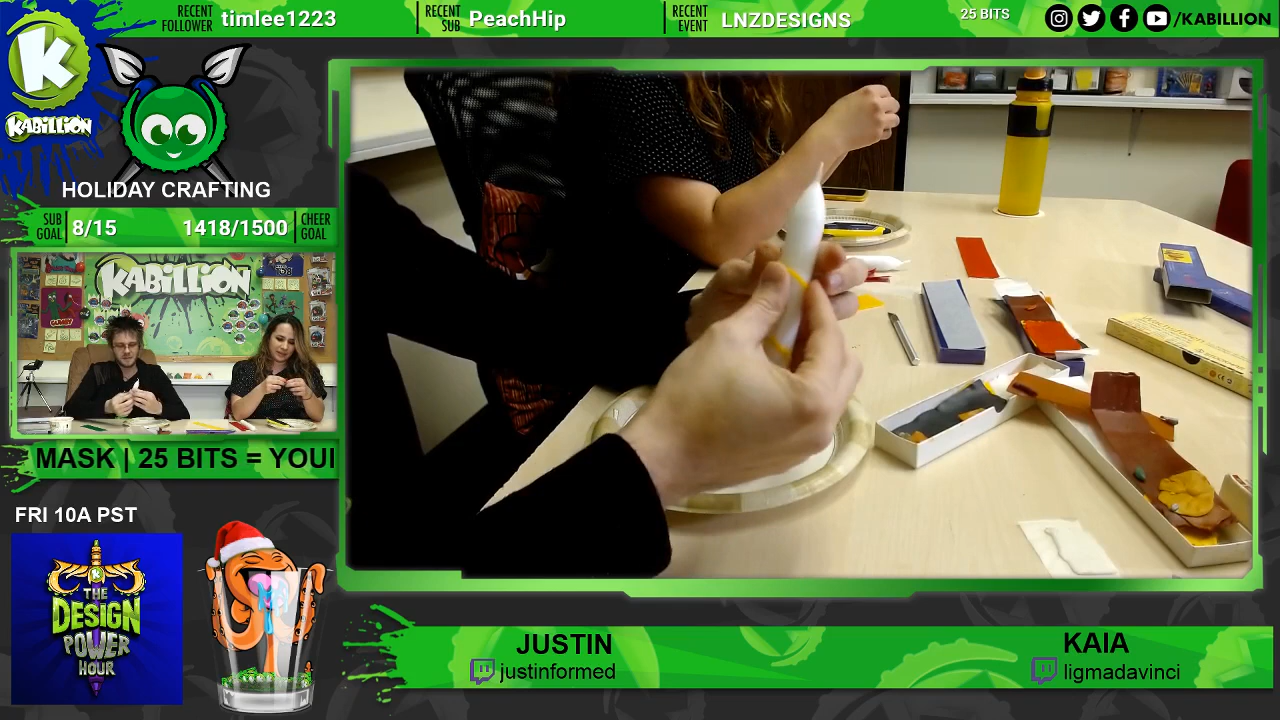 RECENT FOLLOWER timlee1223
RECENT SUB PeachHip
RECENT EVENT LNZDESIGNS
25 BITS
/KABILLION
K
KABILLION
HOLIDAY CRAFTING
SUB GOAL 8/15
1418/1500 CHEER GOAL
KABILLION
MASK | 25 BITS = YOUR
FRI 10A PST
THE
DESIGN
POWER
HOUR
JUSTIN
justinformed
KAIA
ligmadavinci